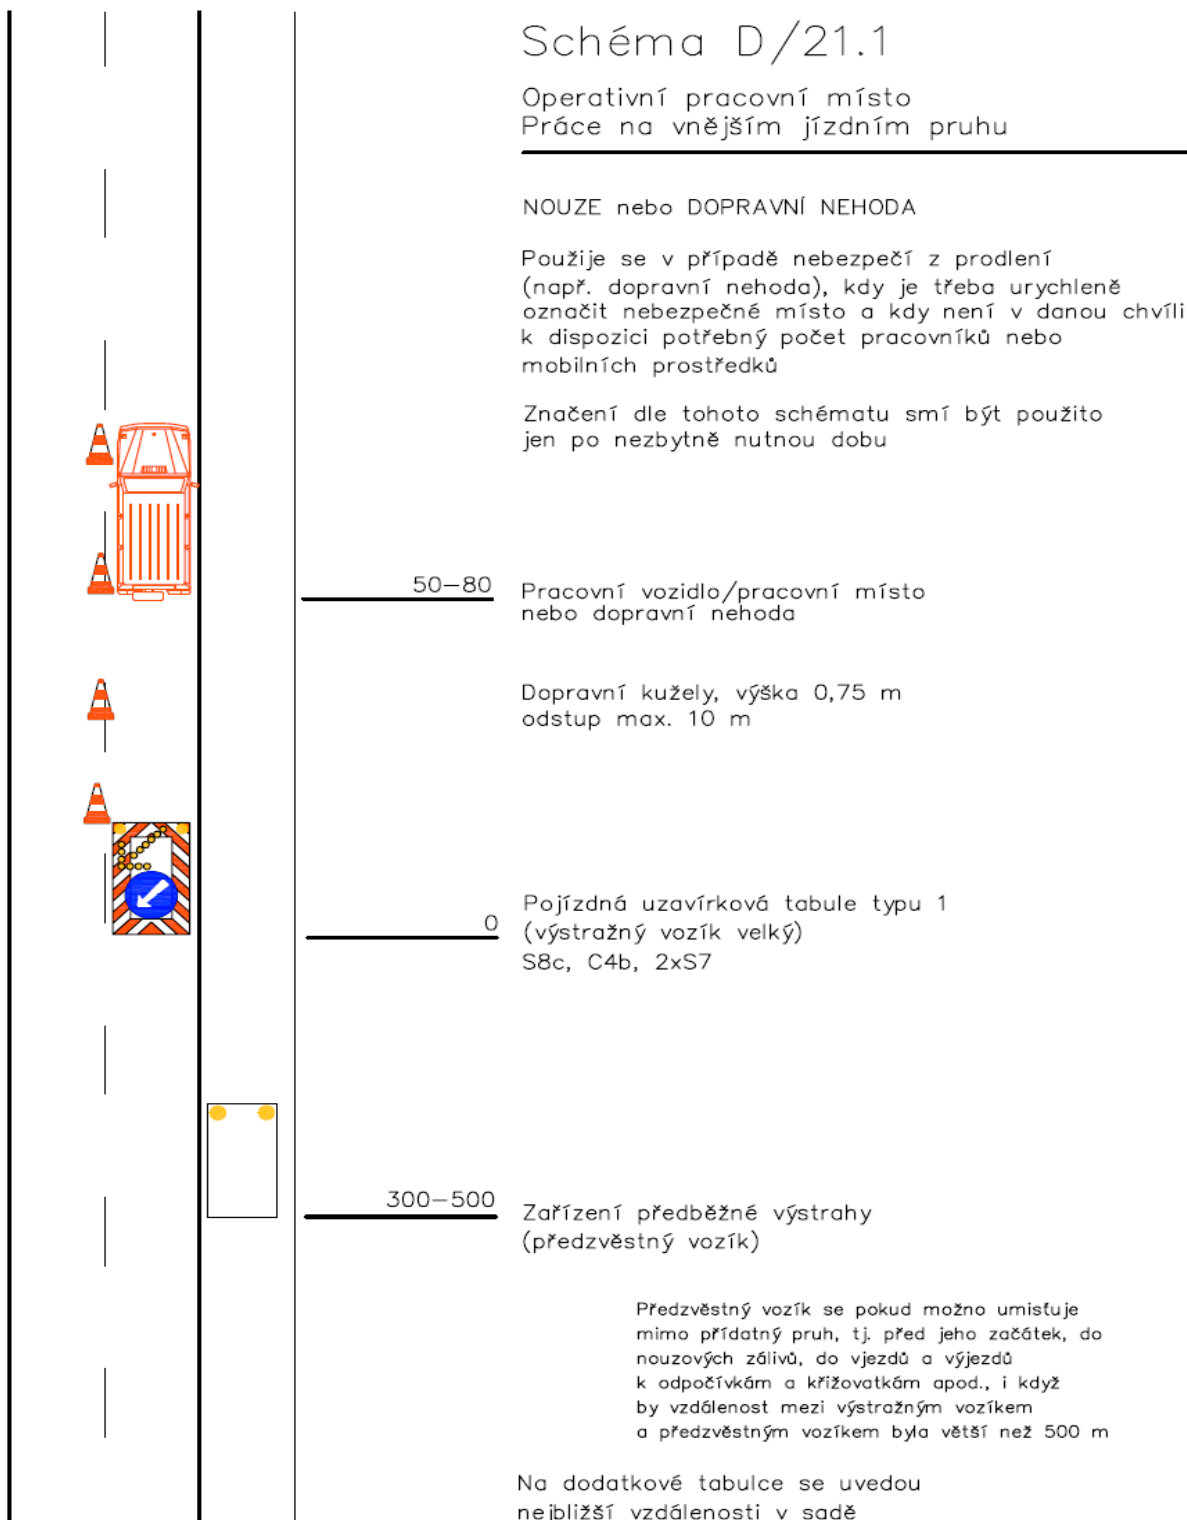 Schéma D/21.1
Operativní pracovní místo
Práce na vnějším jízdním pruhu
NOUZE nebo DOPRAVNÍ NEHODA
Použije se v případě nebezpečí z prodlení
(např. dopravní nehoda), kdy je třeba urychleně
označit nebezpečné místo a kdy není v danou chvíli
k dispozici potřebný počet pracovníků nebo
mobilních prostředků
Značení dle tohoto schématu smí být použito
jen po nezbytně nutnou dobu
50-80
Pracovní vozidlo/pracovní místo
nebo dopravní nehoda
Dopravní kužely, výška 0,75 m
odstup max. 10 m
0
Pojízdná uzavírková tabule typu 1
(výstražný vozík velký)
S8c, C4b, 2xS7
300-500
Zařízení předběžné výstrahy
(předzvěstný vozík)
Předzvěstný vozík se pokud možno umisťuje
mimo přídatný pruh, tj. před jeho začátek, do
nouzových zálivů, do vjezdů a výjezdů
k odpočívkám a křižovatkám apod., i když
by vzdálenost mezi výstražným vozíkem
a předzvěstným vozíkem byla větší než 500 m
Na dodatkové tabulce se uvedou
nejbližší vzdálenosti v sadě